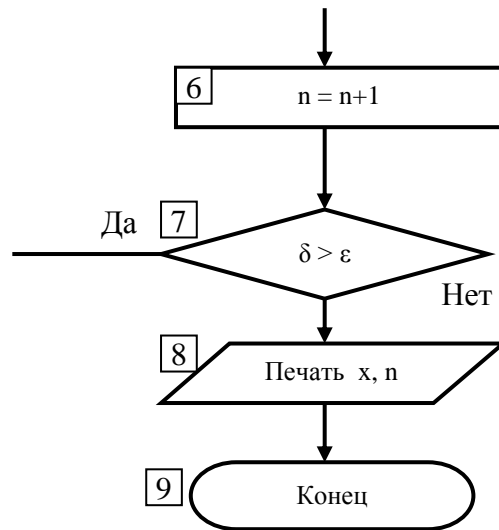 6
n = n+1
Да 7
δ > ε
Нет
8
Печать x, n
9
Конец